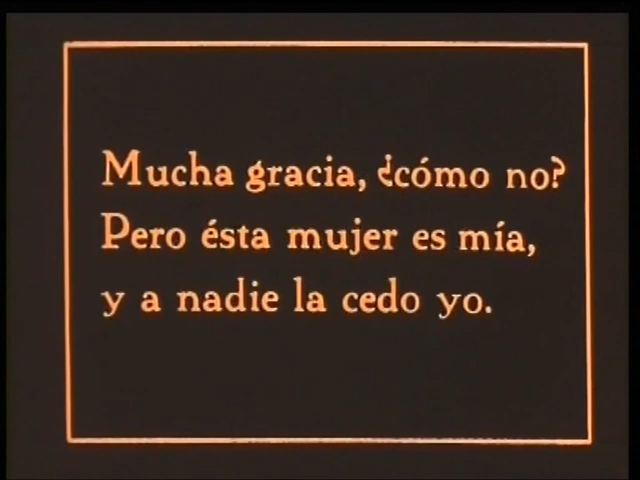 Mucha gracia, ¿cómo no?
Pero ésta mujer es mía,
y a nadie la cedo yo.